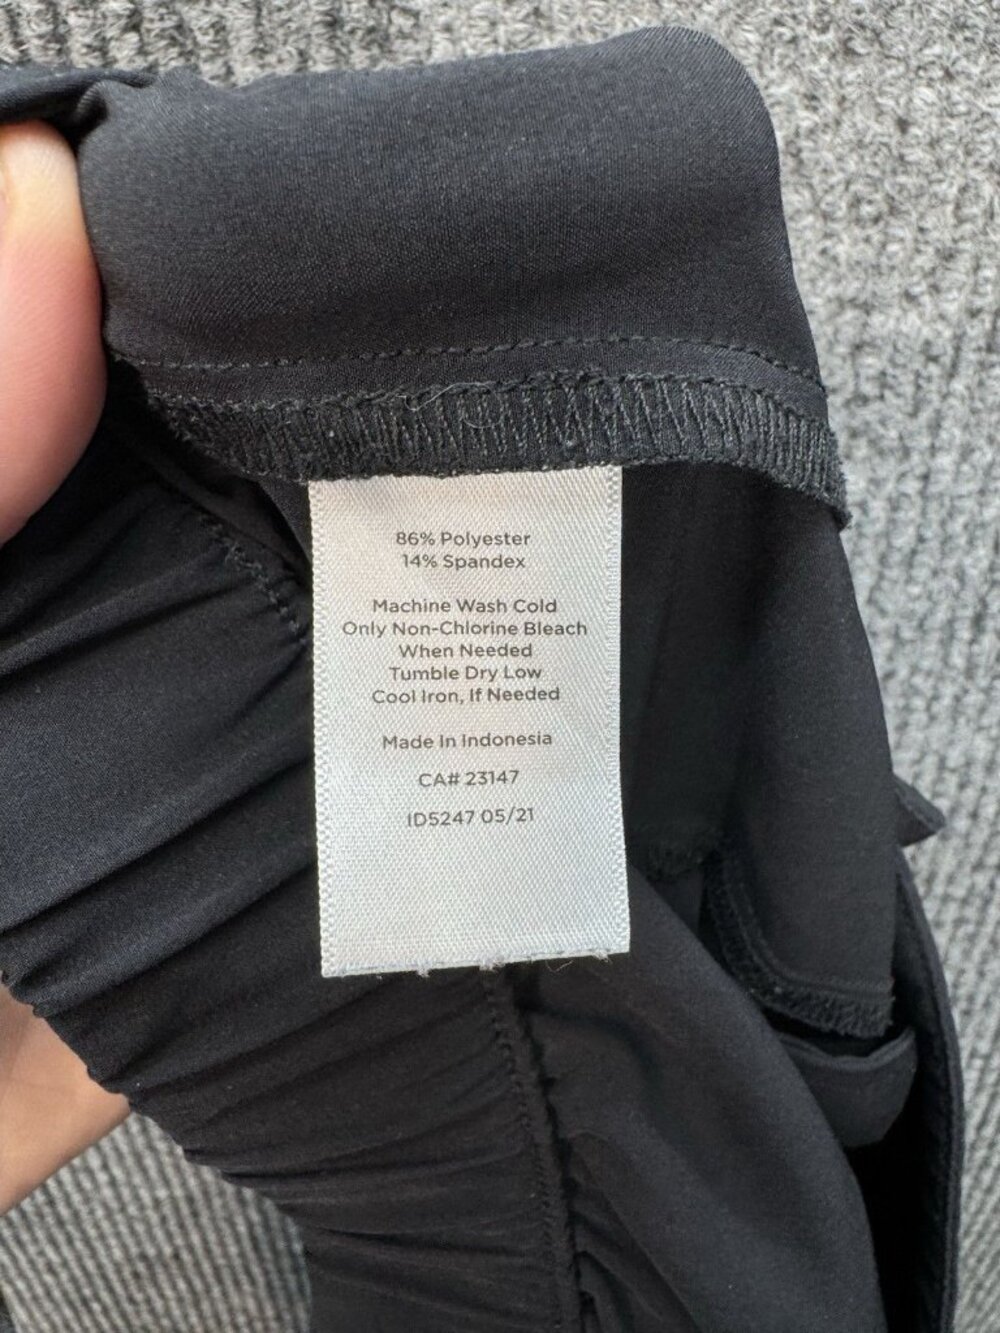 86% Polyester
14% Spandex
Machine Wash Cold
Only Non-Chlorine Bleach
When Needed
Tumble Dry Low
Cool Iron, If Needed
Made In Indonesia
CA# 23147
ID5247 05/21